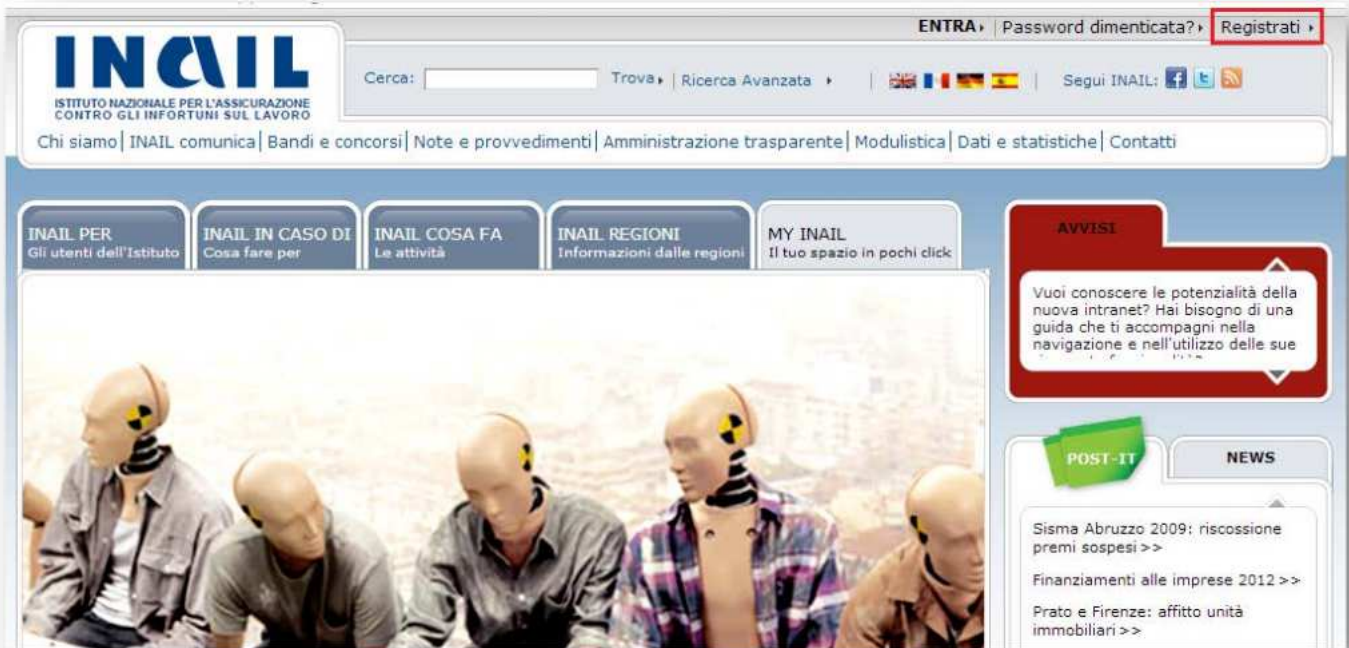 ENTRA Password dimenticata? Registrati
INAIL
ISTITUTO NAZIONALE PER L'ASSICURAZIONE
CONTRO GLI INFORTUNI SUL LAVORO
Cerca: Trova Ricerca Avanzata Segui INAIL:
Chi siamo| INAIL comunica| Bandi e concorsi| Note e provvedimenti| Amministrazione trasparente| Modulistica| Dati e statistiche| Contatti
INAIL PER
Gli utenti dell'Istituto
INAIL IN CASO DI
Cosa fare per
INAIL COSA FA
Le attività
INAIL REGIONI
Informazioni dalle regioni
MY INAIL
Il tuo spazio in pochi click
AVVISI
Vuoi conoscere le potenzialità della
nuova intranet? Hai bisogno di una
guida che ti accompagni nella
navigazione e nell'utilizzo delle sue
POST-IT
NEWS
Sisma Abruzzo 2009: riscossione
premi sospesi >>
Finanziamenti alle imprese 2012 >>
Prato e Firenze: affitto unità
immobiliari >>